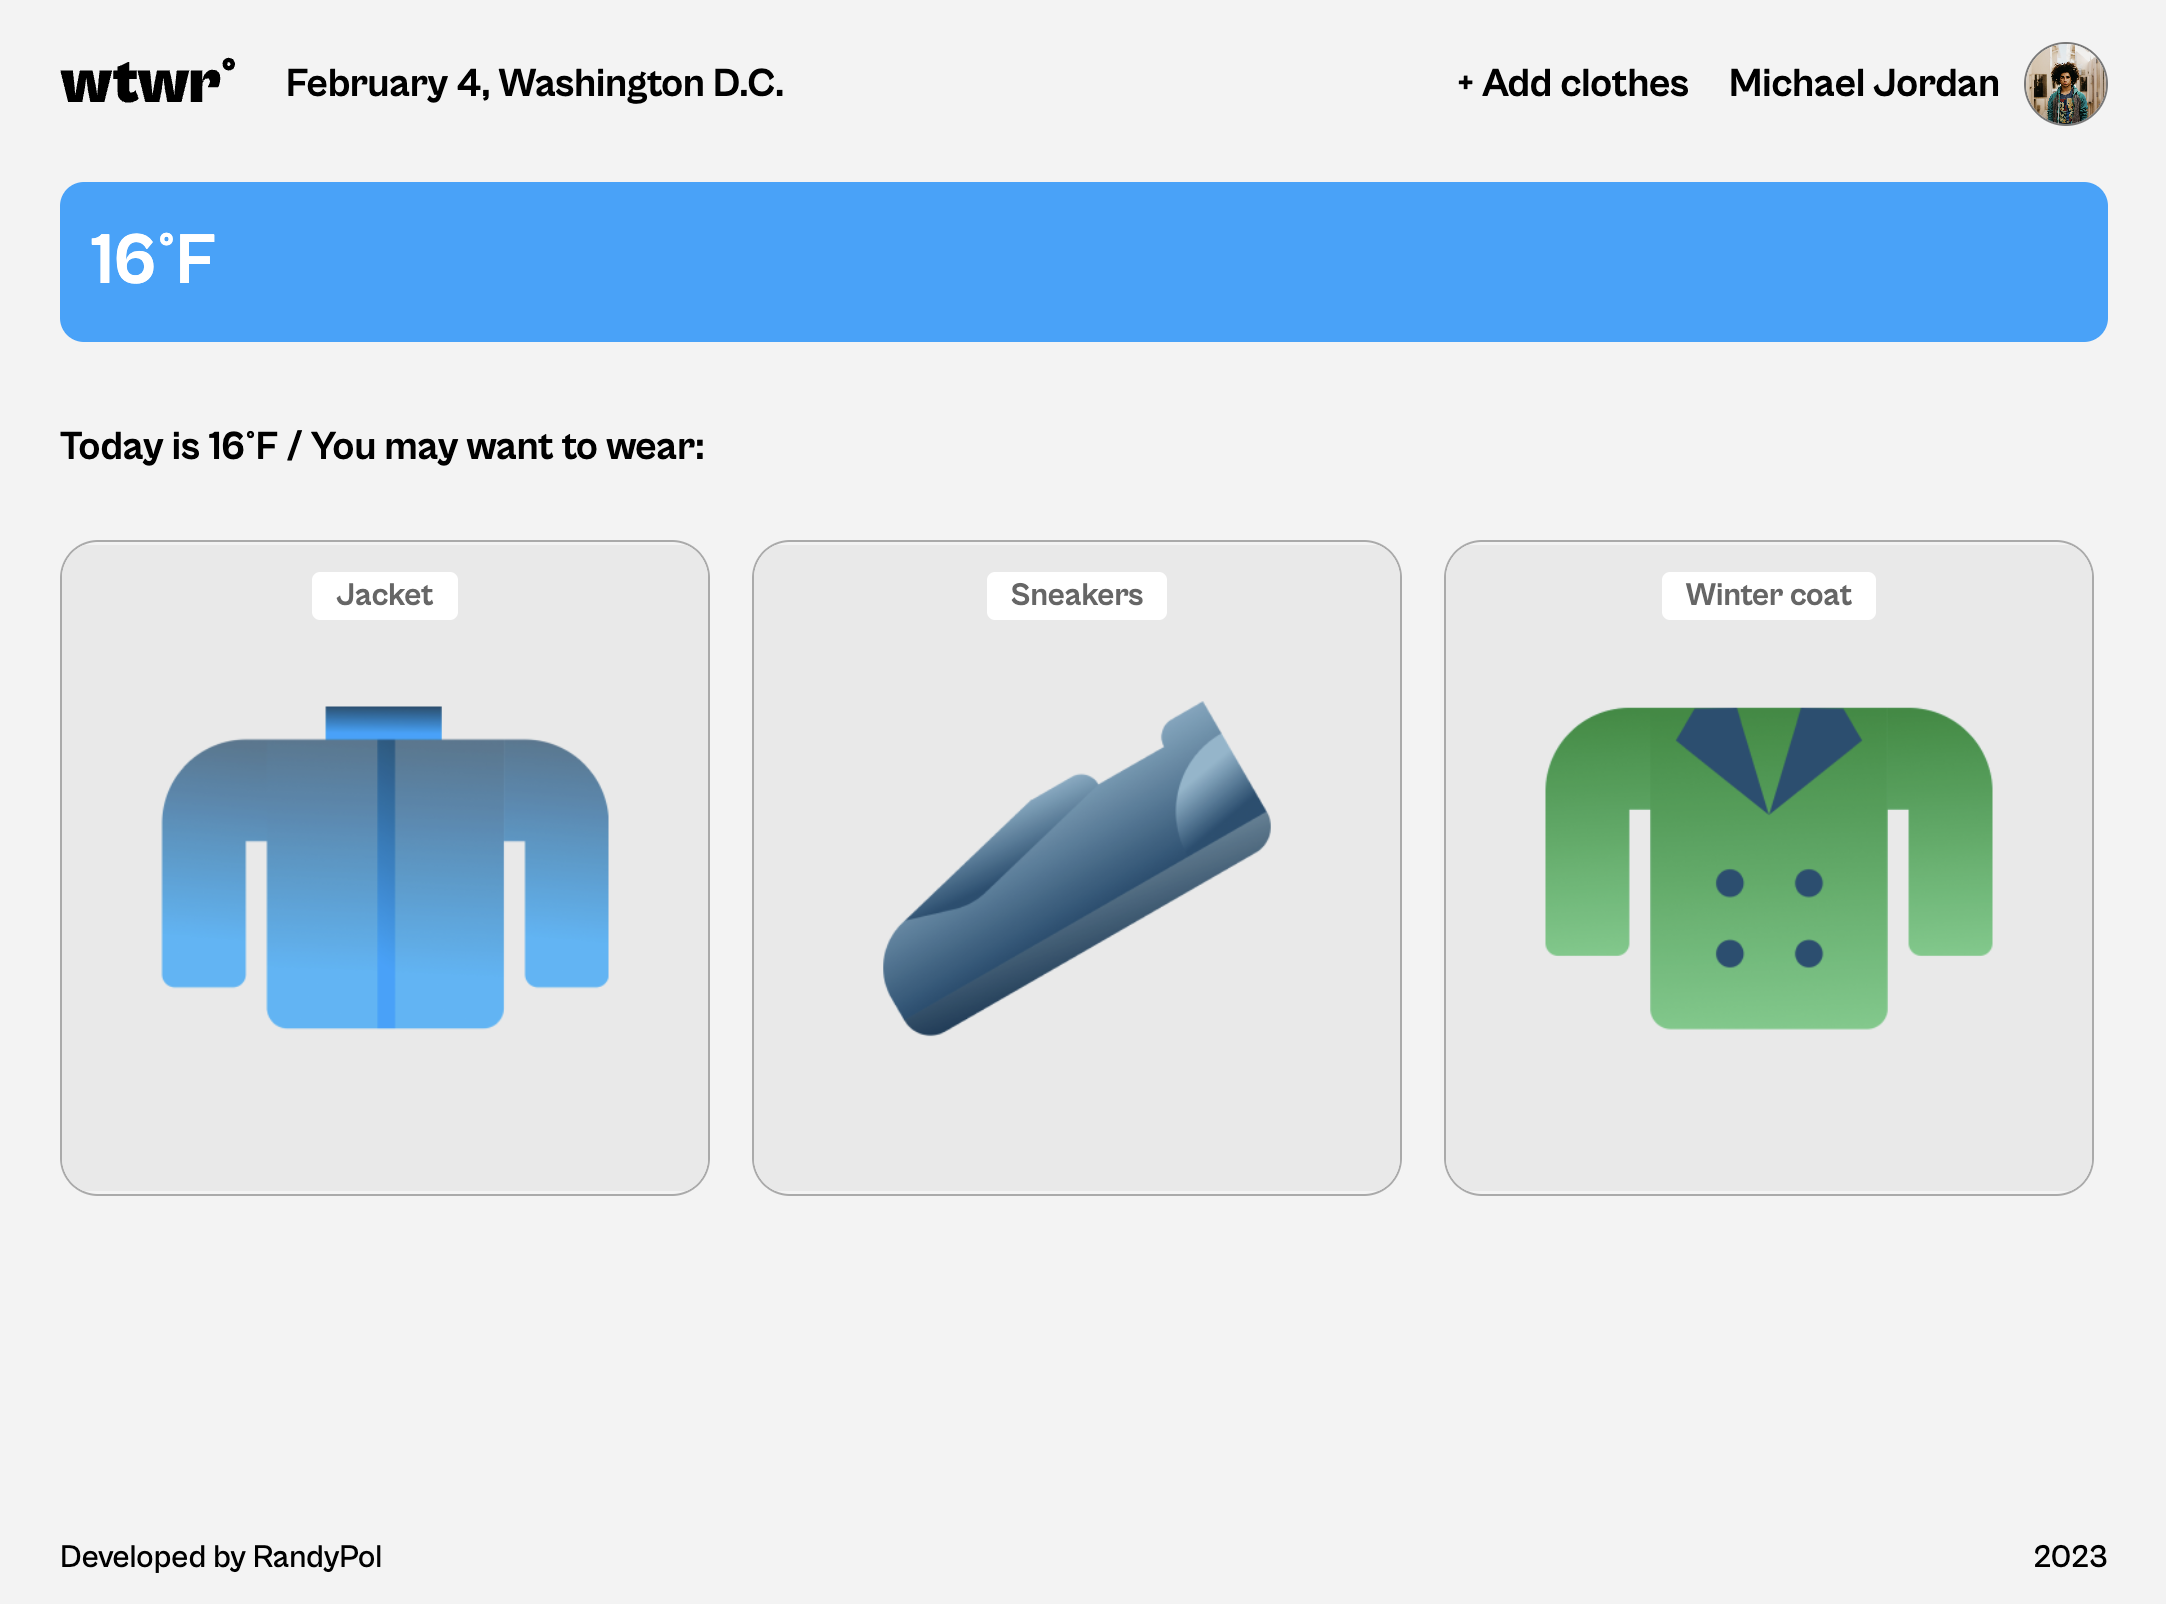 wtwr°
February 4, Washington D.C.
+ Add clothes
Michael Jordan
16°F
Today is 16°F / You may want to wear:
Jacket
Sneakers
Winter coat
Developed by RandyPol
2023